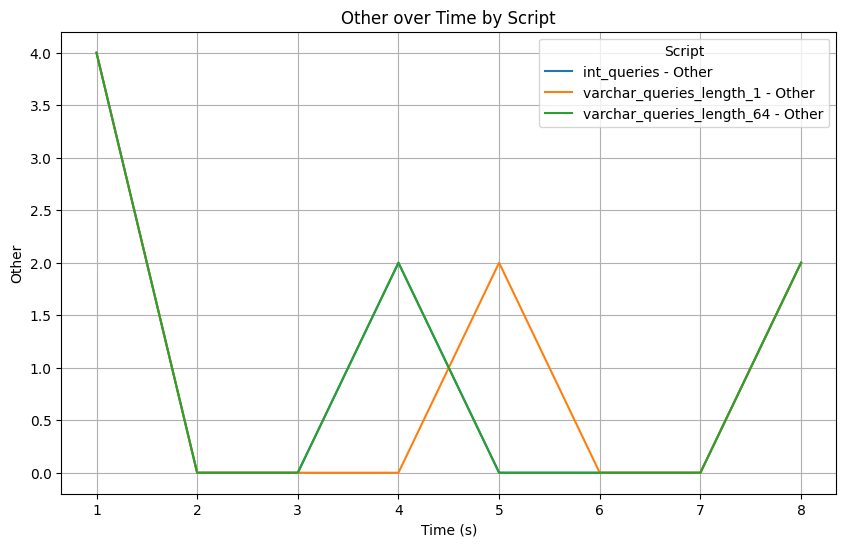 Other over Time by Script
Script
int_queries - Other
varchar_queries_length_1 - Other
varchar_queries_length_64 - Other
Other
4.0
3.5
3.0
2.5
2.0
1.5
1.0
0.5
0.0
1 2 3 4 5 6 7 8
Time (s)